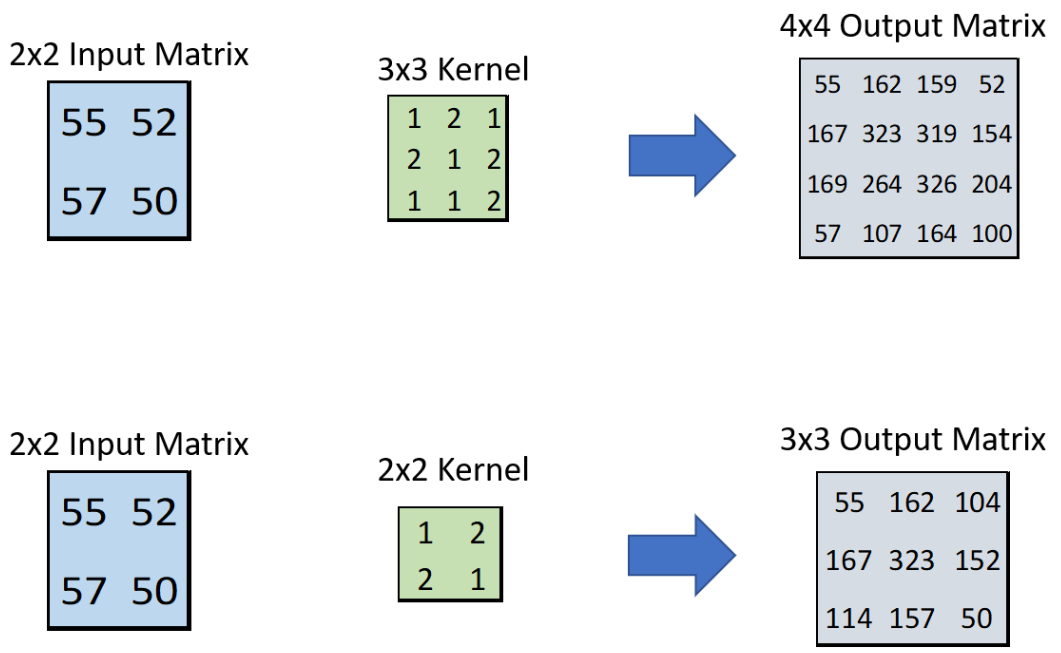 2x2 Input Matrix
55 52
57 50
3x3 Kernel
1 2 1
2 1 2
1 1 2
4x4 Output Matrix
55 162 159 52
167 323 319 154
169 264 326 204
57 107 164 100
2x2 Input Matrix
55 52
57 50
2x2 Kernel
1 2
2 1
3x3 Output Matrix
55 162 104
167 323 152
114 157 50